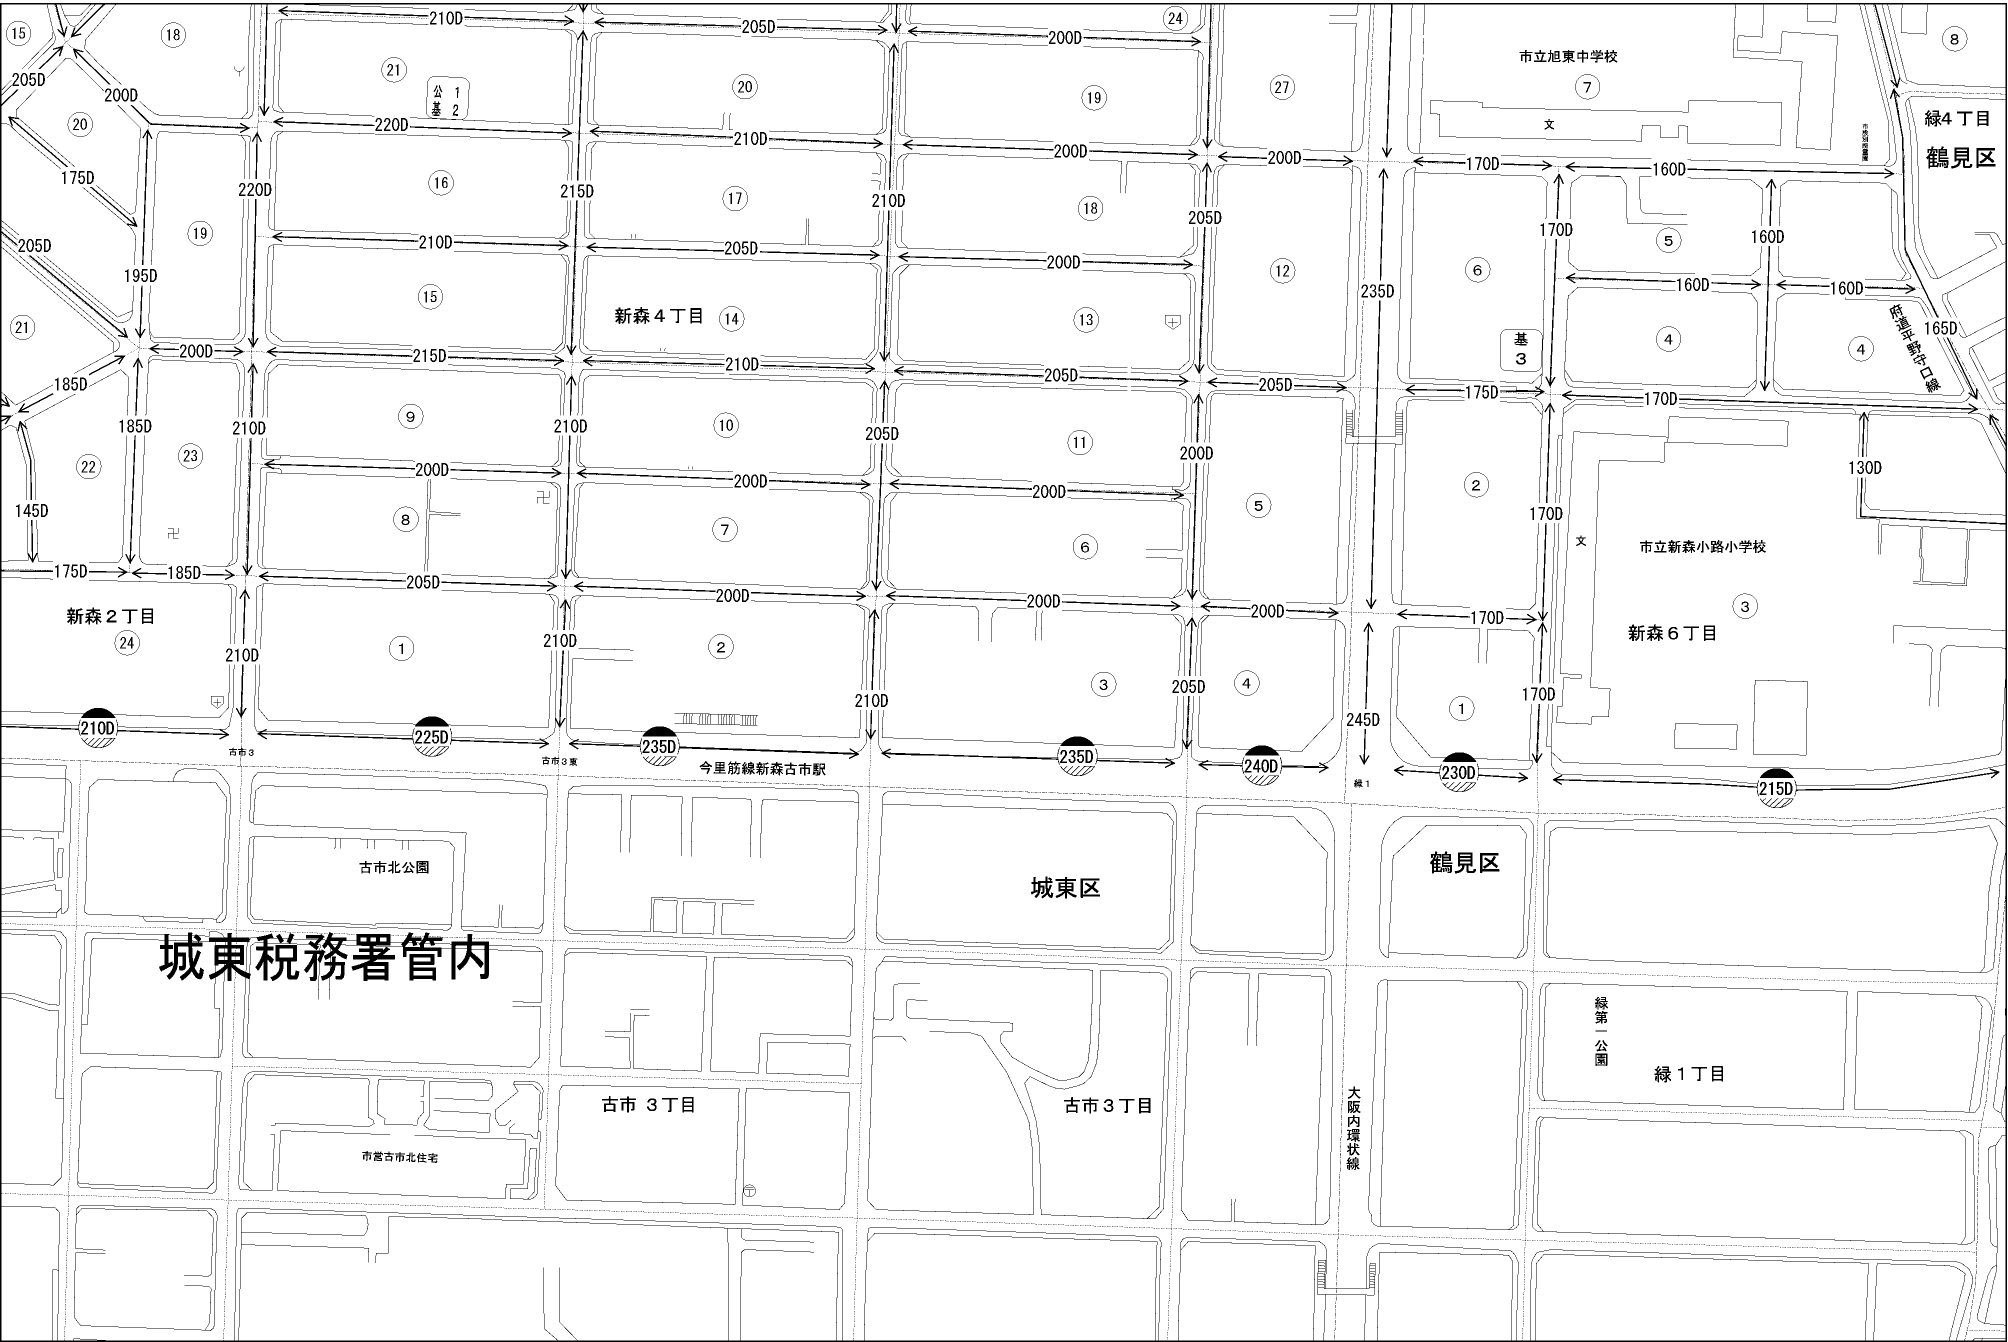 210D
205D
200D
24
15
18
21
公 1
基 2
20
19
27
市立旭東中学校
7
8
205D
200D
20
220D
210D
200D
200D
文
市検別府霊園
緑4丁目
鶴見区
170D
160D
175D
220D
16
215D
17
210D
18
205D
19
205D
195D
210D
205D
200D
12
6
170D
5
160D
235D
160D
160D
15
新森4丁目
14
13
21
基
3
4
4
府道平野守口線
165D
200D
215D
210D
205D
205D
175D
170D
185D
185D
210D
9
210D
10
205D
11
200D
22
23
200D
200D
200D
5
2
130D
145D
8
7
6
170D
文
市立新森小路小学校
175D
185D
205D
200D
200D
200D
170D
3
新森2丁目
24
210D
1
210D
2
210D
3
205D
4
245D
1
170D
新森6丁目
210D
225D
235D
235D
240D
230D
215D
古市3
古市3東
今里筋線新森古市駅
緑1
古市北公園
城東区
鶴見区
城東税務署管内
緑第一公園
緑1丁目
古市 3丁目
古市3丁目
大阪内環状線
市営古市北住宅